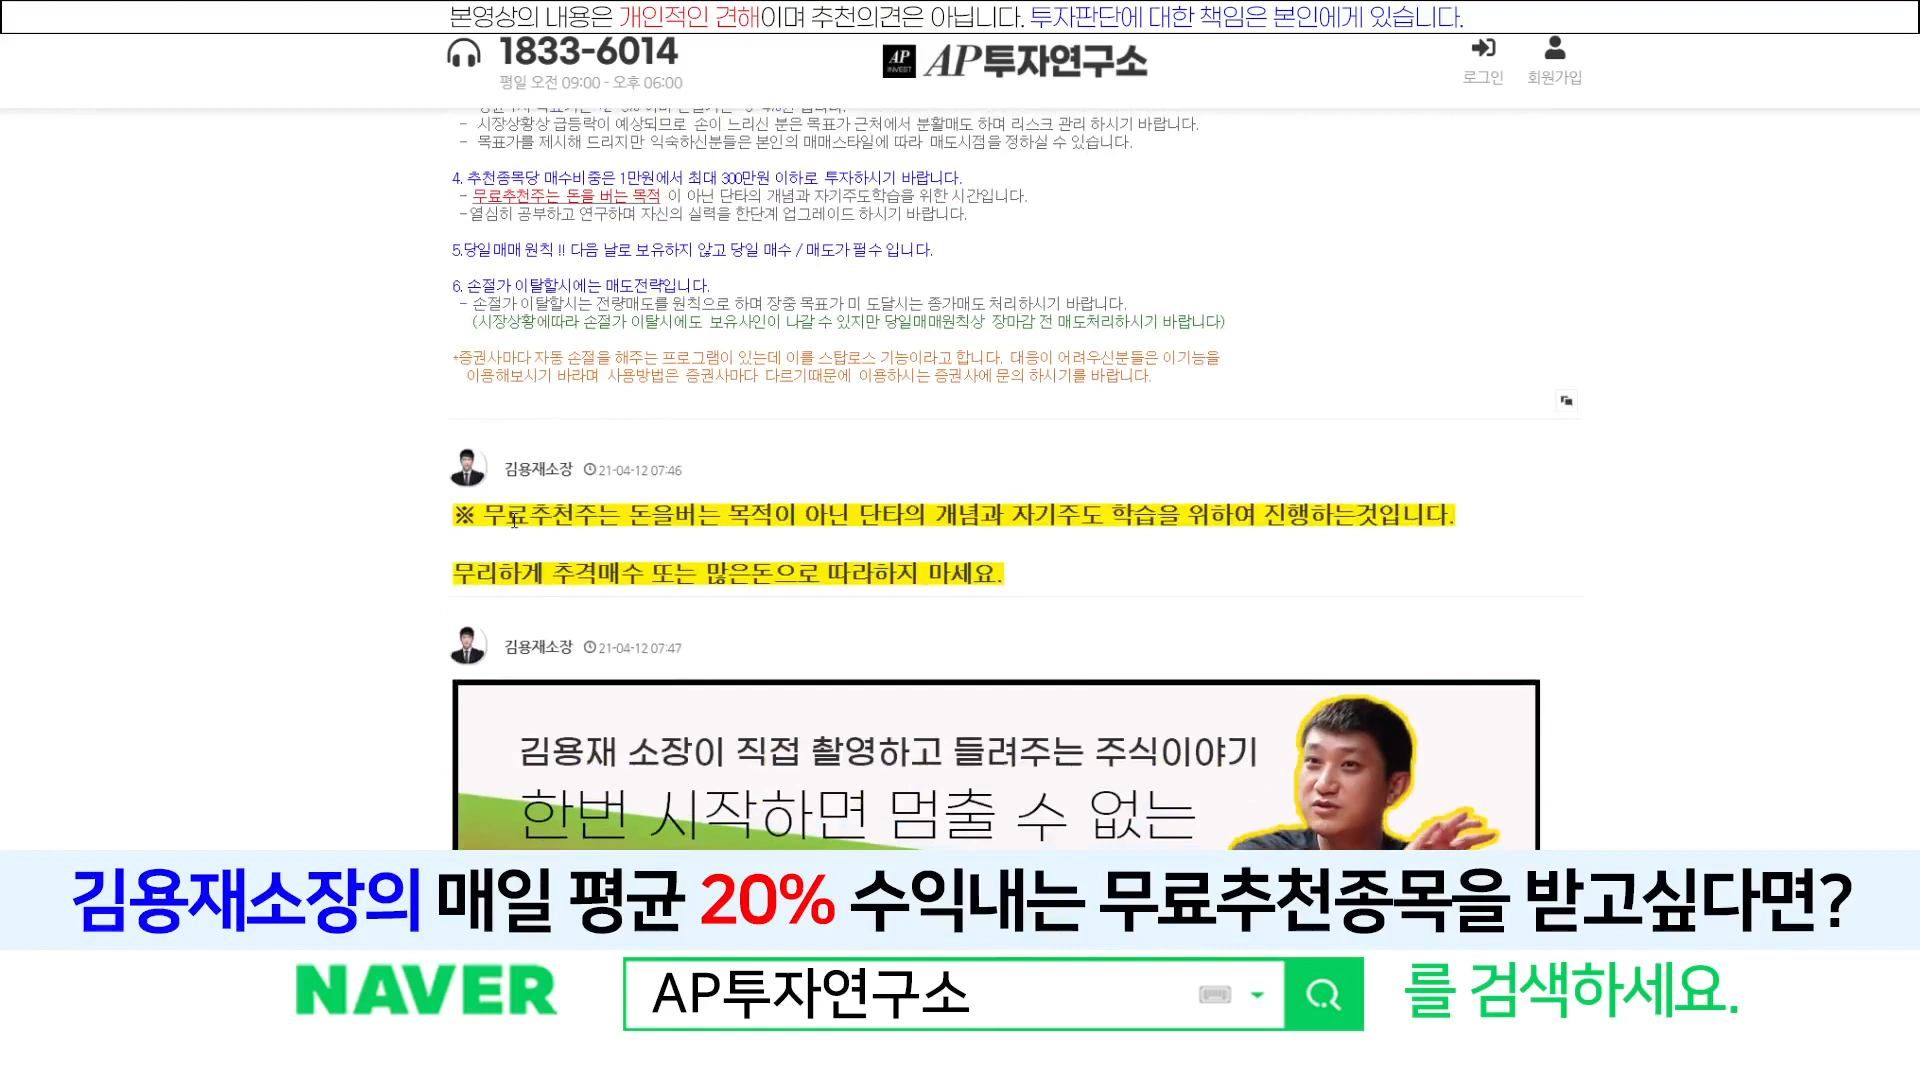 본영상의 내용은 개인적인 견해이며 추천의견은 아닙니다. 투자판단에 대한 책임은 본인에게 있습니다.
1833-6014
평일 오전 09:00 - 오후 06:00
AP INVEST AP투자연구소
로그인 회원가입
- 시장상황상 급등락이 예상되므로 손이 느리신 분은 목표가 근처에서 분할매도 하며 리스크 관리 하시기 바랍니다.
- 목표가를 제시해 드리지만 익숙하신분들은 본인의 매매스타일에 따라 매도시점을 정하실 수 있습니다.
4. 추천종목당 매수비중은 1만원에서 최대 300만원 이하로 투자하시기 바랍니다.
- 무료추천주는 돈을 버는 목적 이 아닌 단타의 개념과 자기주도학습을 위한 시간입니다.
- 열심히 공부하고 연구하며 자신의 실력을 한단계 업그레이드 하시기 바랍니다.
5.당일매매 원칙 !! 다음 날로 보유하지 않고 당일 매수 / 매도가 필수 입니다.
6. 손절가 이탈할시에는 매도전략입니다.
- 손절가 이탈할시는 전량매도를 원칙으로 하며 장중 목표가 미 도달시는 종가매도 처리하시기 바랍니다.
(시장상황에따라 손절가 이탈시에도 보유사인이 나갈 수 있지만 당일매매원칙상 장마감 전 매도처리하시기 바랍니다)
*증권사마다 자동 손절을 해주는 프로그램이 있는데 이를 스탑로스 기능이라고 합니다. 대응이 어려우신분들은 이기능을
이용해보시기 바라며 사용방법은 증권사마다 다르기때문에 이용하시는 증권사에 문의 하시기를 바랍니다.
김용재소장 21-04-12 07:46
※ 무료추천주는 돈을버는 목적이 아닌 단타의 개념과 자기주도 학습을 위하여 진행하는것입니다.
무리하게 추격매수 또는 많은돈으로 따라하지 마세요.
김용재소장 21-04-12 07:47
김용재 소장이 직접 촬영하고 들려주는 주식이야기
한번 시작하면 멈출 수 없는
김용재소장의 매일 평균 20% 수익내는 무료추천종목을 받고싶다면?
NAVER AP투자연구소 를 검색하세요.